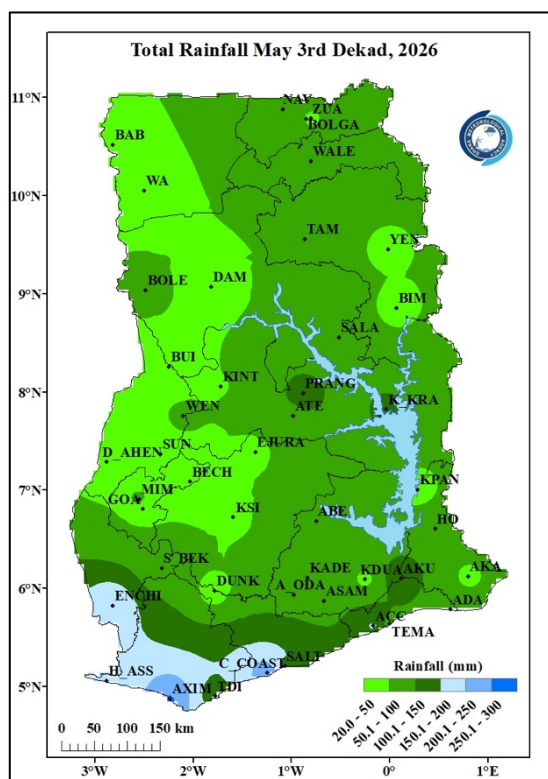 Total Rainfall May 3rd Dekad, 2026
11°N
NAV
ZUA
BOLGA
BAB
WALE
10°N
WA
TAM
YEN
9°N
BOLE
DAM
BIM
SALA
BUI
8°N
KINT
PRANG
K_KRA
WEN
ATE
D_AHEN
SUN
EJURA
7°N
BECH
KPAN
GOA
MIM
KSI
ABE
HO
6°N
S_BEK
DUNK
KADE
A_ODA
ASAM
KDUA
AKU
AKA
ENCHI
ADA
ACC
TEMA
C_COAST
SALT
5°N
H_ASS
AXIM
TDI
Rainfall (mm)
20.0 - 50
50.1 - 100
100.1 - 150
150.1 - 200
200.1 - 250
250.1 - 300
0 50 100 150 km
3°W 2°W 1°W 0° 1°E